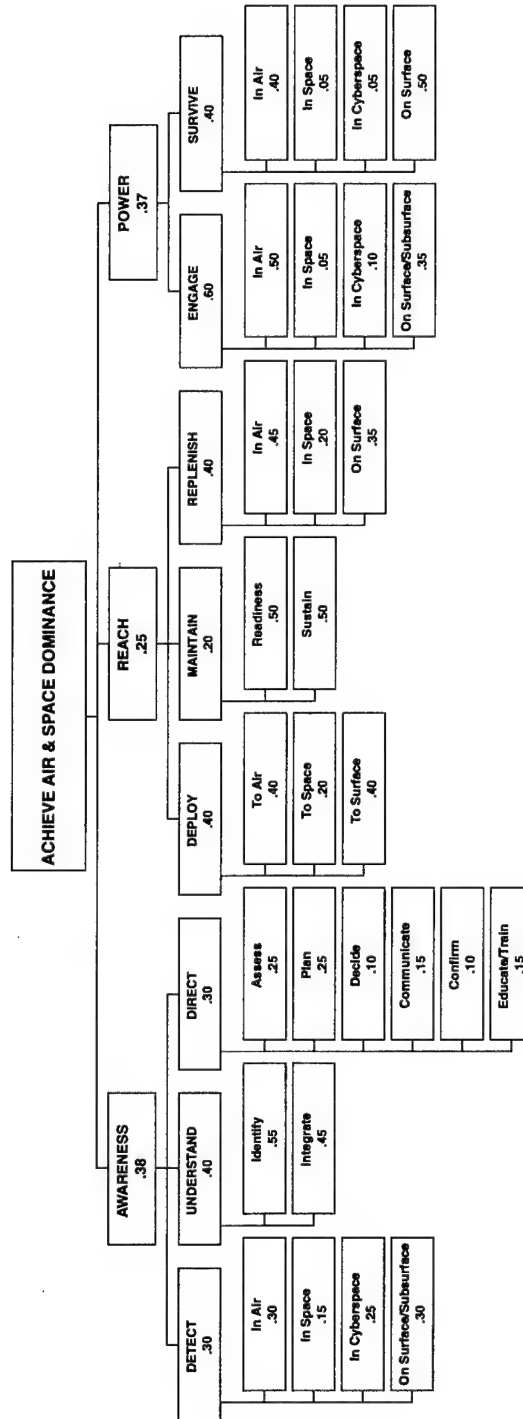 ACHIEVE AIR & SPACE DOMINANCE
AWARENESS
.38
REACH
.25
POWER
.37
DETECT
.30
UNDERSTAND
.40
DIRECT
.30
DEPLOY
.40
MAINTAIN
.20
REPLENISH
.40
ENGAGE
.60
SURVIVE
.40
In Air
.30
In Space
.15
In Cyberspace
.25
On Surface/Subsurface
.30
Identify
.55
Integrate
.45
Assess
.25
Plan
.25
Decide
.10
Communicate
.15
Confirm
.10
Educate/Train
.15
To Air
.40
To Space
.20
To Surface
.40
Readiness
.50
Sustain
.50
In Air
.45
In Space
.20
On Surface
.35
In Air
.50
In Space
.05
In Cyberspace
.10
On Surface/Subsurface
.35
In Air
.40
In Space
.05
In Cyberspace
.05
On Surface
.50